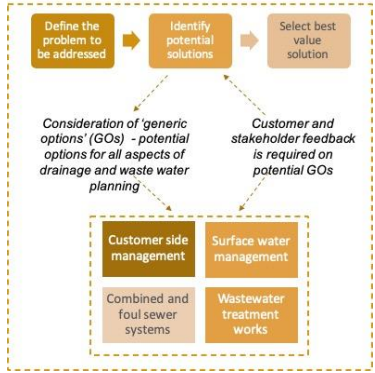 Define the
problem to
be addressed
Identify
potential
solutions
Select best
value
solution
Consideration of ‘generic
options’ (GOs) - potential
options for all aspects of
drainage and waste water
planning
Customer and
stakeholder feedback
is required on
potential GOs
Customer side
management
Surface water
management
Combined and
foul sewer
systems
Wastewater
treatment
works